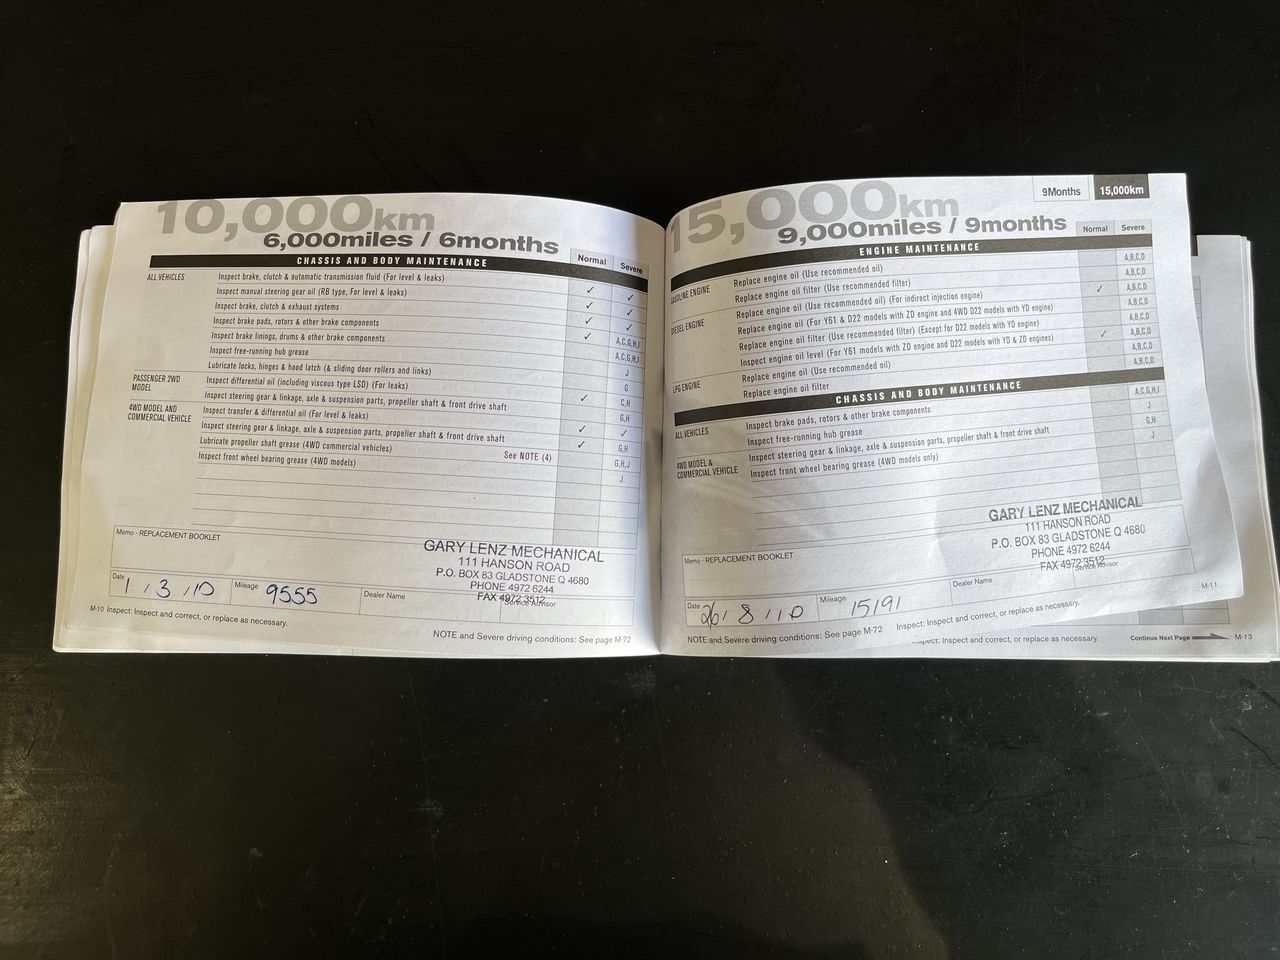 10,000km
6,000miles / 6months
CHASSIS AND BODY MAINTENANCE Normal Severe
ALL VEHICLES Inspect brake, clutch & automatic transmission fluid (For level & leaks)
Inspect manual steering gear oil (RB type, For level & leaks) ✓ ✓
Inspect brake, clutch & exhaust systems ✓ ✓
Inspect brake pads, rotors & other brake components ✓ ✓
Inspect brake linings, drums & other brake components ✓ A,C,G,H,I
Inspect free-running hub grease A,C,G,H,I
Lubricate locks, hinges & hood latch (& sliding door rollers and links) J
PASSENGER 2WD MODEL Inspect differential oil (including viscous type LSD) (For leaks) G
Inspect steering gear & linkage, axle & suspension parts, propeller shaft & front drive shaft ✓ C,H
4WD MODEL AND COMMERCIAL VEHICLE Inspect transfer & differential oil (For level & leaks) G,H
Inspect steering gear & linkage, axle & suspension parts, propeller shaft & front drive shaft ✓ ✓
Lubricate propeller shaft grease (4WD commercial vehicles) See NOTE (4) ✓ G,H
Inspect front wheel bearing grease (4WD models) G,H,J
J
Memo - REPLACEMENT BOOKLET
GARY LENZ MECHANICAL
111 HANSON ROAD
P.O. BOX 83 GLADSTONE Q 4680
PHONE 4972 6244
FAX 4972 3512
Date 1 / 3 / 10 Mileage 9555 Dealer Name Service Advisor
M-10 Inspect: Inspect and correct, or replace as necessary.
NOTE and Severe driving conditions: See page M-72
9Months 15,000km
15,000km
9,000miles / 9months
ENGINE MAINTENANCE Normal Severe
GASOLINE ENGINE Replace engine oil (Use recommended oil) A,B,C,D
Replace engine oil filter (Use recommended filter) A,B,C,D
DIESEL ENGINE Replace engine oil (Use recommended oil) (For indirect injection engine) ✓ A,B,C,D
Replace engine oil (For Y61 & D22 models with ZD engine and 4WD D22 models with YD engine) A,B,C,D
Replace engine oil filter (Use recommended filter) (Except for D22 models with YD engine) A,B,C,D
Inspect engine oil level (For Y61 models with ZD engine and D22 models with YD & ZD engines) ✓ A,B,C,D
LPG ENGINE Replace engine oil (Use recommended oil) A,B,C,D
Replace engine oil filter A,B,C,D
CHASSIS AND BODY MAINTENANCE
ALL VEHICLES Inspect brake pads, rotors & other brake components A,C,G,H,I
Inspect free-running hub grease J
4WD MODEL & COMMERCIAL VEHICLE Inspect steering gear & linkage, axle & suspension parts, propeller shaft & front drive shaft G,H
Inspect front wheel bearing grease (4WD models only) J
Memo - REPLACEMENT BOOKLET
GARY LENZ MECHANICAL
111 HANSON ROAD
P.O. BOX 83 GLADSTONE Q 4680
PHONE 4972 6244
FAX 4972 3512
Date 26 / 8 / 10 Mileage 15191 Dealer Name Service Advisor
M-11
NOTE and Severe driving conditions: See page M-72 Inspect: Inspect and correct, or replace as necessary.
Inspect: Inspect and correct, or replace as necessary. Continue Next Page M-13